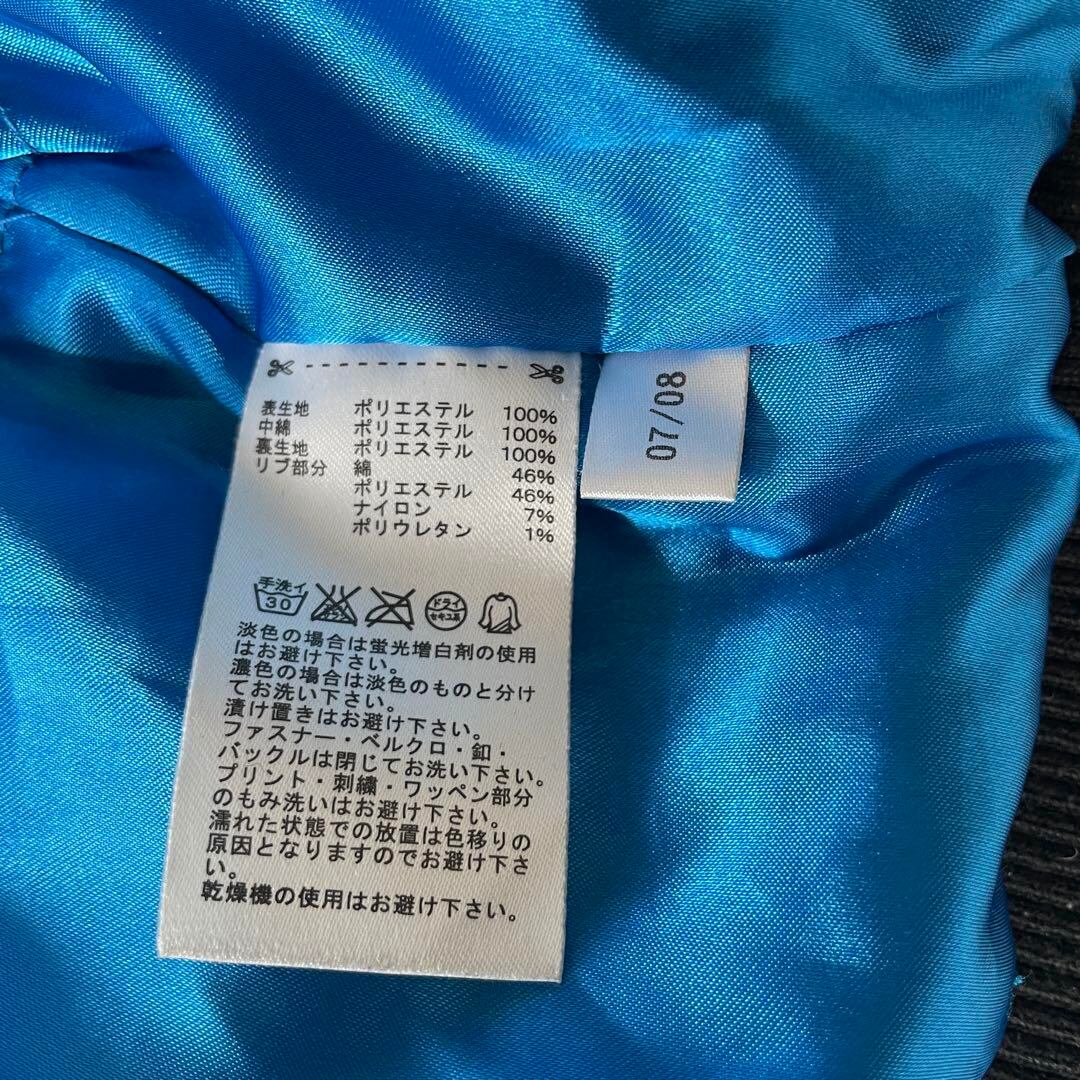 表生地 ポリエステル 100%
中綿 ポリエステル 100%
裏生地 ポリエステル 100%
リブ部分 綿 46%
ポリエステル 46%
ナイロン 7%
ポリウレタン 1%
07/08
手洗イ
30
ドライ
セキユ系
淡色の場合は蛍光増白剤の使用
はお避け下さい。
濃色の場合は淡色のものと分け
てお洗い下さい。
漬け置きはお避け下さい。
ファスナー・ベルクロ・釦・
バックルは閉じてお洗い下さい。
プリント・刺繍・ワッペン部分
のもみ洗いはお避け下さい。
濡れた状態での放置は色移りの
原因となりますのでお避け下さ
い。
乾燥機の使用はお避け下さい。